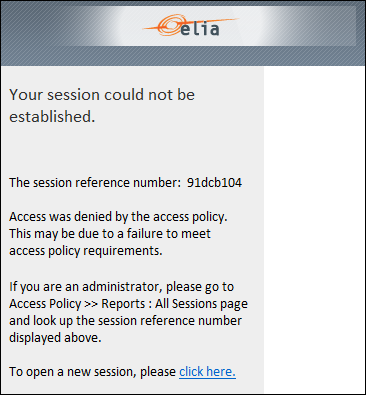 elia
Your session could not be
established.
The session reference number:  91dcb104
Access was denied by the access policy.
This may be due to a failure to meet
access policy requirements.
If you are an administrator, please go to
Access Policy >> Reports : All Sessions page
and look up the session reference number
displayed above.
To open a new session, please click here.